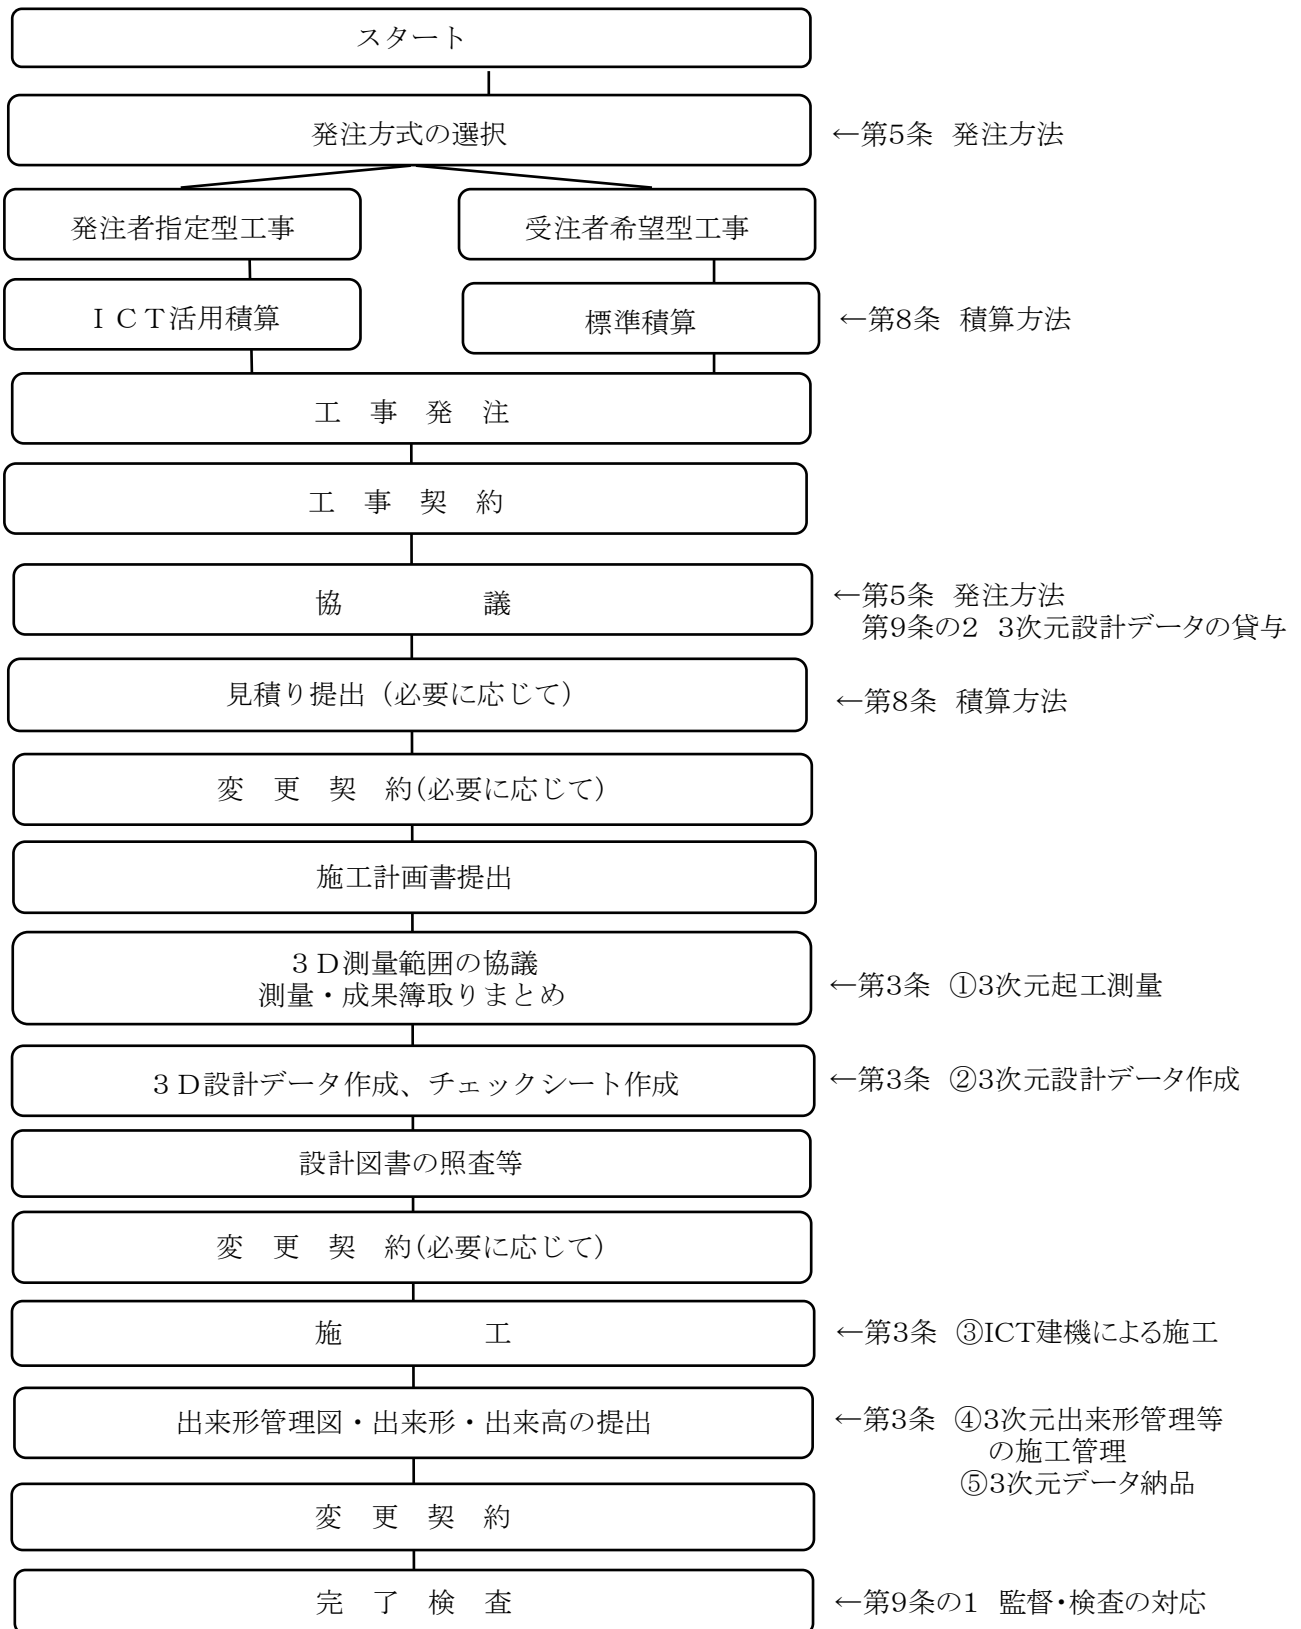 スタート
発注方式の選択
←第5条 発注方法
発注者指定型工事
受注者希望型工事
ＩＣＴ活用積算
標準積算
←第8条 積算方法
工　事　発　注
工　事　契　約
協　　　　　議
←第5条 発注方法
第9条の2 3次元設計データの貸与
見積り提出（必要に応じて）
←第8条 積算方法
変　更　契　約(必要に応じて)
施工計画書提出
３Ｄ測量範囲の協議
測量・成果簿取りまとめ
←第3条 ①3次元起工測量
３Ｄ設計データ作成、チェックシート作成
←第3条 ②3次元設計データ作成
設計図書の照査等
変　更　契　約(必要に応じて)
施　　　　　工
←第3条 ③ICT建機による施工
出来形管理図・出来形・出来高の提出
←第3条 ④3次元出来形管理等
の施工管理
⑤3次元データ納品
変　更　契　約
完　了　検　査
←第9条の1 監督・検査の対応